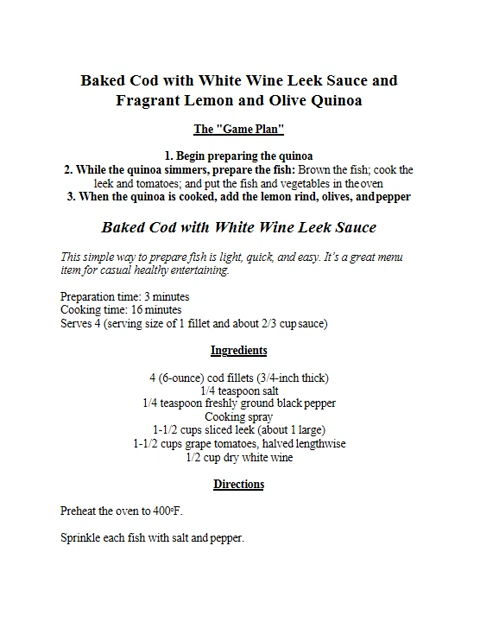 Baked Cod with White Wine Leek Sauce and
Fragrant Lemon and Olive Quinoa
The "Game Plan"
1. Begin preparing the quinoa
2. While the quinoa simmers, prepare the fish: Brown the fish; cook the
leek and tomatoes; and put the fish and vegetables in the oven
3. When the quinoa is cooked, add the lemon rind, olives, and pepper
Baked Cod with White Wine Leek Sauce
This simple way to prepare fish is light, quick, and easy. It's a great menu
item for casual healthy entertaining.
Preparation time: 3 minutes
Cooking time: 16 minutes
Serves 4 (serving size of 1 fillet and about 2/3 cup sauce)
Ingredients
4 (6-ounce) cod fillets (3/4-inch thick)
1/4 teaspoon salt
1/4 teaspoon freshly ground black pepper
Cooking spray
1-1/2 cups sliced leek (about 1 large)
1-1/2 cups grape tomatoes, halved lengthwise
1/2 cup dry white wine
Directions
Preheat the oven to 400°F.
Sprinkle each fish with salt and pepper.